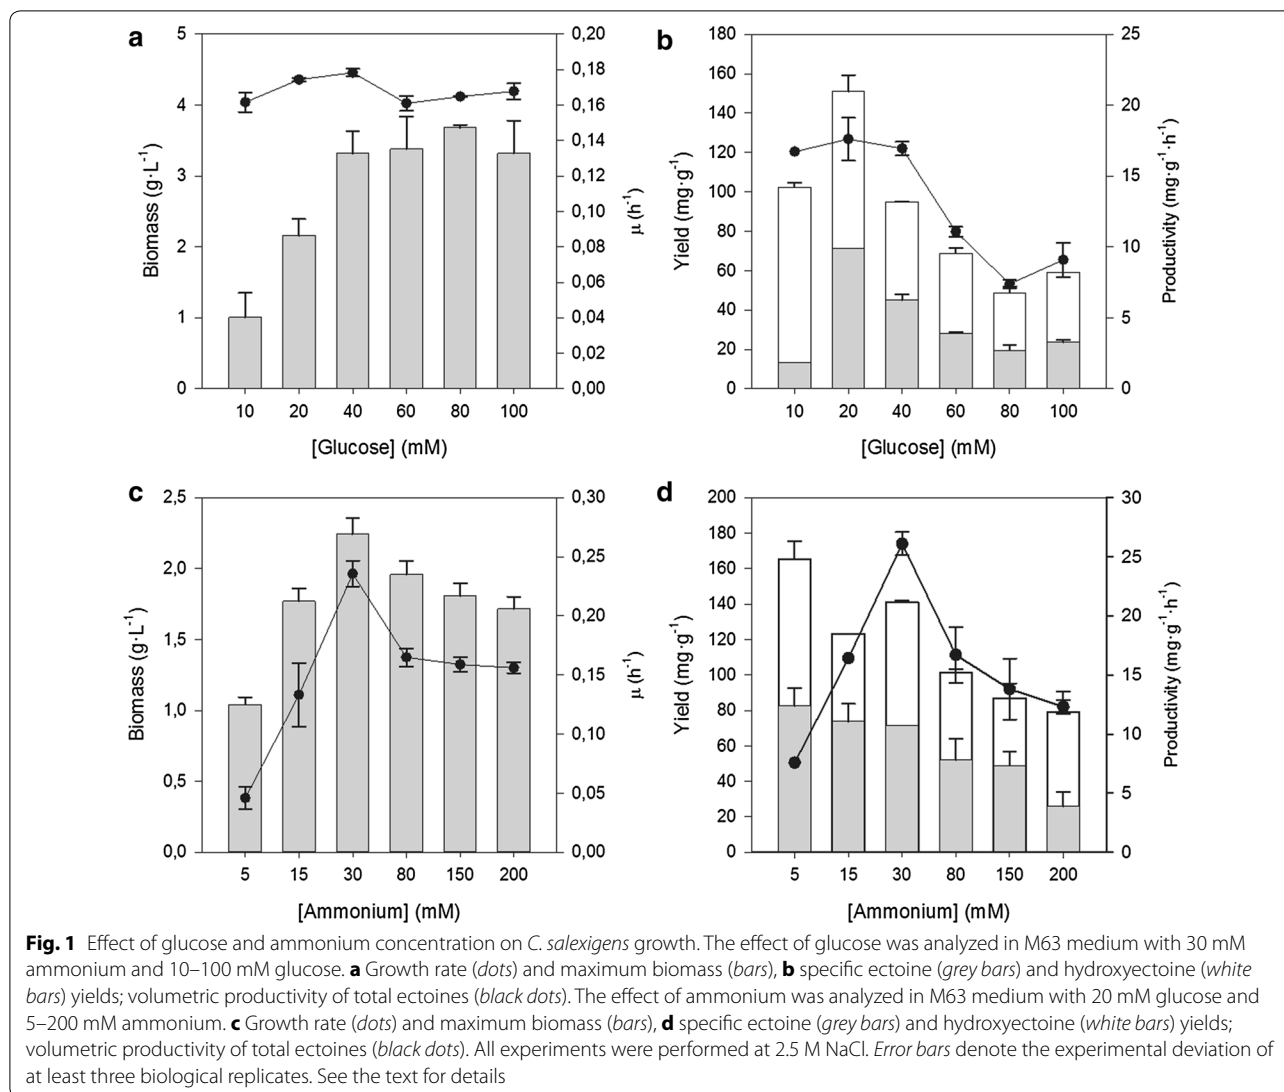 a
5
4
3
2
1
0
Biomass (g·L⁻¹)
0,20
0,18
0,16
0,14
0,12
0,10
0,08
0,06
0,04
0,02
0,00
μ (h⁻¹)
10 20 40 60 80 100
[Glucose] (mM)
b
180
160
140
120
100
80
60
40
20
0
Yield (mg·g⁻¹)
25
20
15
10
5
0
Productivity (mg·g⁻¹·h⁻¹)
10 20 40 60 80 100
[Glucose] (mM)
c
2,5
2,0
1,5
1,0
0,5
0,0
Biomass (g·L⁻¹)
0,30
0,25
0,20
0,15
0,10
0,05
0,00
μ (h⁻¹)
5 15 30 80 150 200
[Ammonium] (mM)
d
200
180
160
140
120
100
80
60
40
20
0
Yield (mg·g⁻¹)
30
25
20
15
10
5
0
Productivity (mg·g⁻¹·h⁻¹)
5 15 30 80 150 200
[Ammonium] (mM)
Fig. 1 Effect of glucose and ammonium concentration on C. salexigens growth. The effect of glucose was analyzed in M63 medium with 30 mM
ammonium and 10–100 mM glucose. a Growth rate (dots) and maximum biomass (bars), b specific ectoine (grey bars) and hydroxyectoine (white
bars) yields; volumetric productivity of total ectoines (black dots). The effect of ammonium was analyzed in M63 medium with 20 mM glucose and
5–200 mM ammonium. c Growth rate (dots) and maximum biomass (bars), d specific ectoine (grey bars) and hydroxyectoine (white bars) yields;
volumetric productivity of total ectoines (black dots). All experiments were performed at 2.5 M NaCl. Error bars denote the experimental deviation of
at least three biological replicates. See the text for details